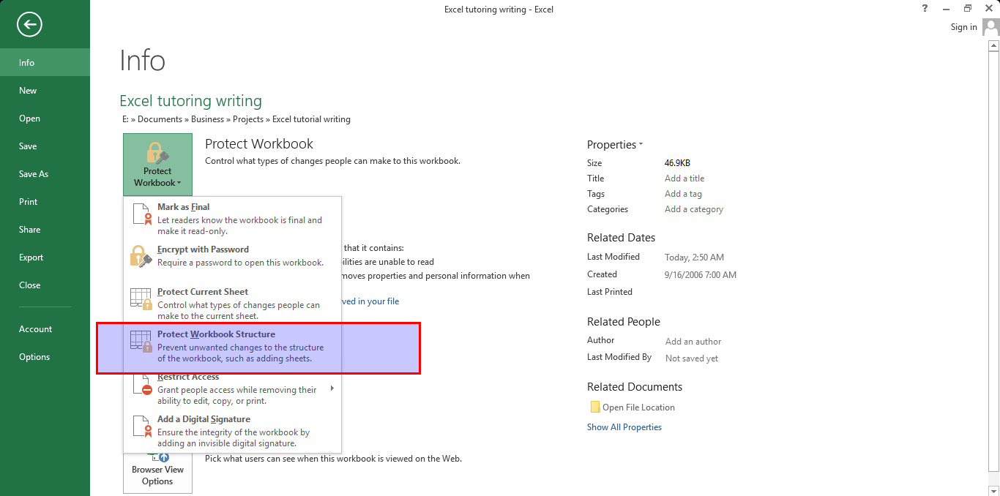 Excel tutoring writing - Excel
?
Sign in
Info
New
Open
Save
Save As
Print
Share
Export
Close
Account
Options
Info
Excel tutoring writing
E: » Documents » Business » Projects » Excel tutorial writing
Protect
Workbook
Protect Workbook
Control what types of changes people can make to this workbook.
Mark as Final
Let readers know the workbook is final and
make it read-only.
Encrypt with Password
Require a password to open this workbook.
Protect Current Sheet
Control what types of changes people can
make to the current sheet.
Protect Workbook Structure
Prevent unwanted changes to the structure
of the workbook, such as adding sheets.
Restrict Access
Grant people access while removing their
ability to edit, copy, or print.
Add a Digital Signature
Ensure the integrity of the workbook by
adding an invisible digital signature.
that it contains:
ilities are unable to read
moves properties and personal information when
ved in your file
Browser View
Options
Pick what users can see when this workbook is viewed on the Web.
Properties
Size 46.9KB
Title Add a title
Tags Add a tag
Categories Add a category
Related Dates
Last Modified Today, 2:50 AM
Created 9/16/2006 7:00 AM
Last Printed
Related People
Author Add an author
Last Modified By Not saved yet
Related Documents
Open File Location
Show All Properties